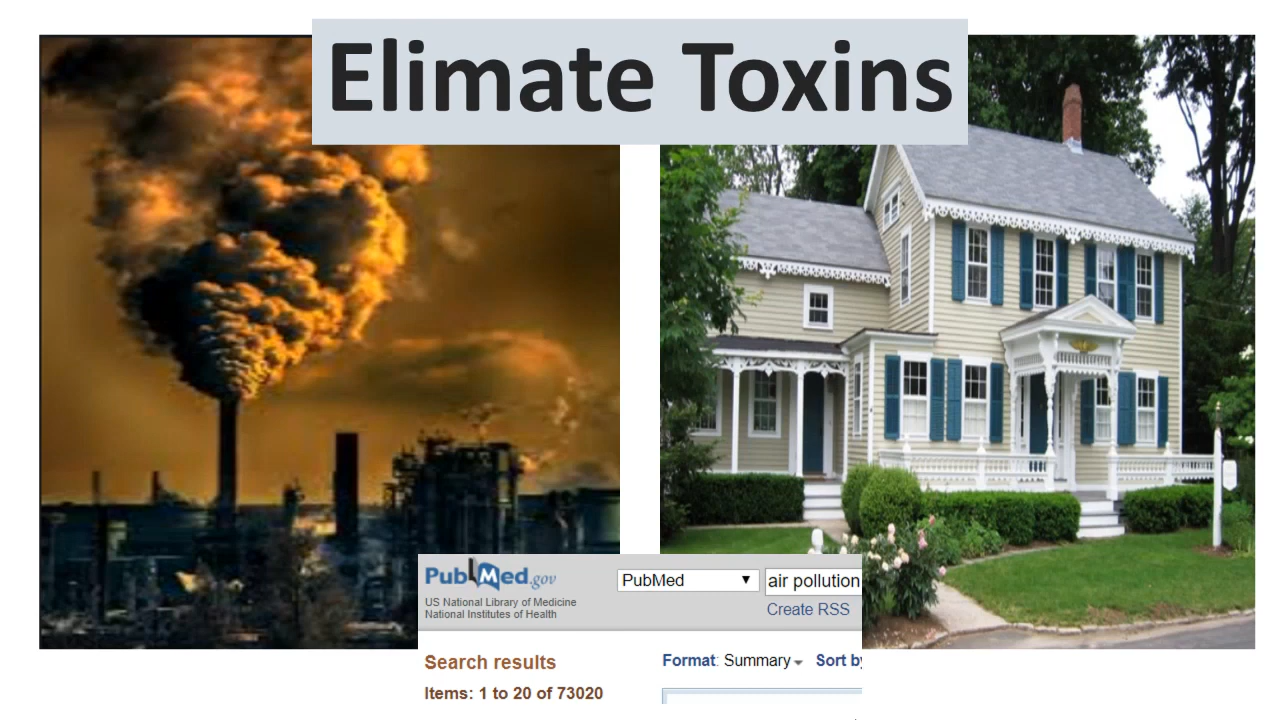 Elimate Toxins
PubMed.gov
US National Library of Medicine
National Institutes of Health
PubMed
air pollution
Create RSS
Search results
Format: Summary
Sort by
Items: 1 to 20 of 73020